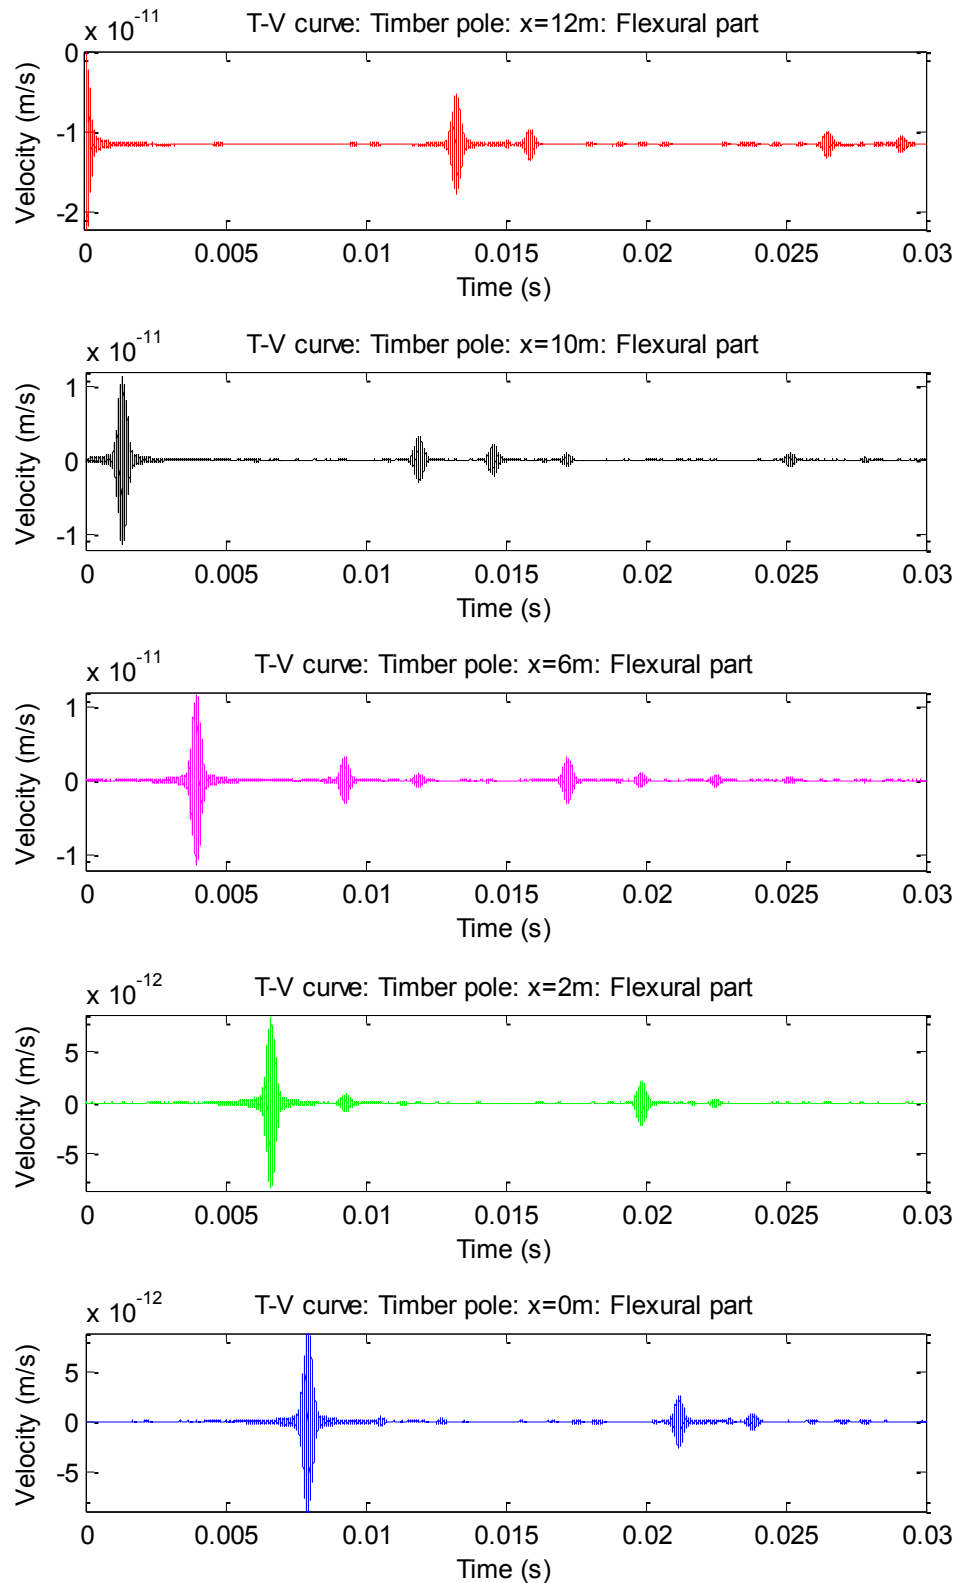 T-V curve: Timber pole: x=12m: Flexural part
x 10^-11
Velocity (m/s)
0
-1
-2
0 0.005 0.01 0.015 0.02 0.025 0.03
Time (s)
T-V curve: Timber pole: x=10m: Flexural part
x 10^-11
Velocity (m/s)
1
0
-1
0 0.005 0.01 0.015 0.02 0.025 0.03
Time (s)
T-V curve: Timber pole: x=6m: Flexural part
x 10^-11
Velocity (m/s)
1
0
-1
0 0.005 0.01 0.015 0.02 0.025 0.03
Time (s)
T-V curve: Timber pole: x=2m: Flexural part
x 10^-12
Velocity (m/s)
5
0
-5
0 0.005 0.01 0.015 0.02 0.025 0.03
Time (s)
T-V curve: Timber pole: x=0m: Flexural part
x 10^-12
Velocity (m/s)
5
0
-5
0 0.005 0.01 0.015 0.02 0.025 0.03
Time (s)